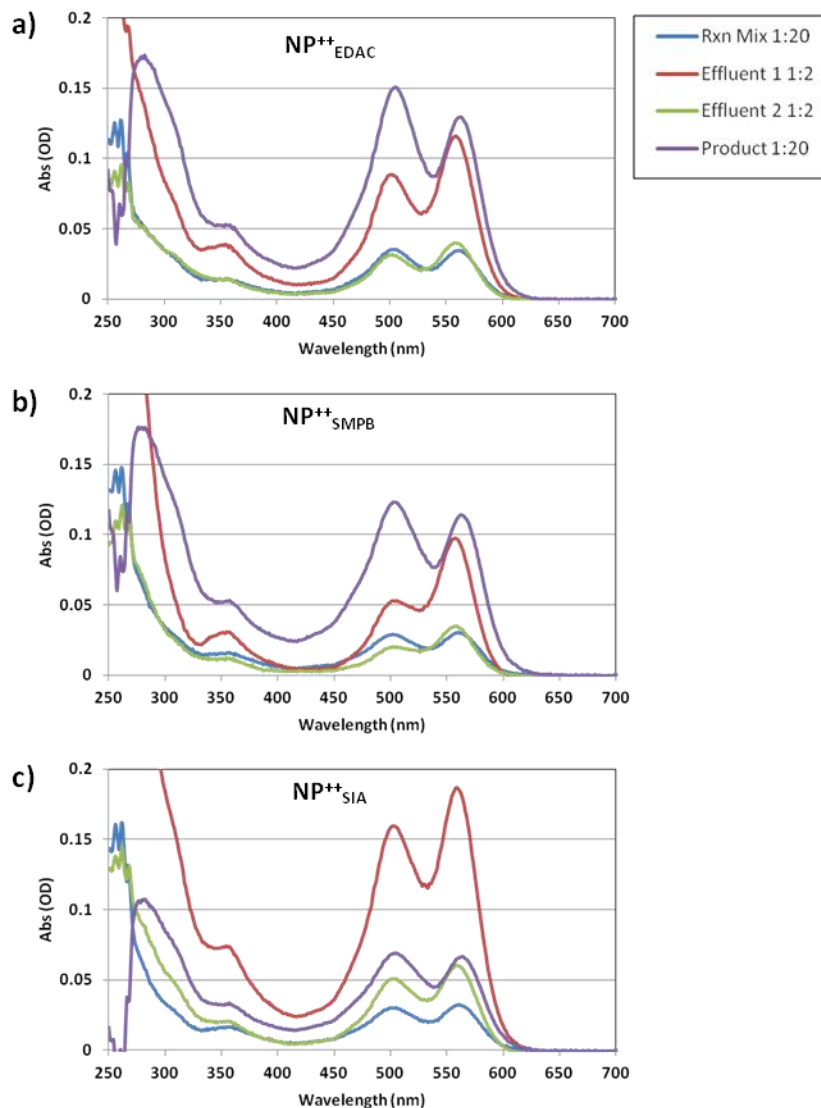 a)
NP++EDAC
Abs (OD)
0.2
0.15
0.1
0.05
0
250 300 350 400 450 500 550 600 650 700
Wavelength (nm)
Rxn Mix 1:20
Effluent 1 1:2
Effluent 2 1:2
Product 1:20
b)
NP++SMPB
Abs (OD)
0.2
0.15
0.1
0.05
0
250 300 350 400 450 500 550 600 650 700
Wavelength (nm)
c)
NP++SIA
Abs (OD)
0.2
0.15
0.1
0.05
0
250 300 350 400 450 500 550 600 650 700
Wavelength (nm)